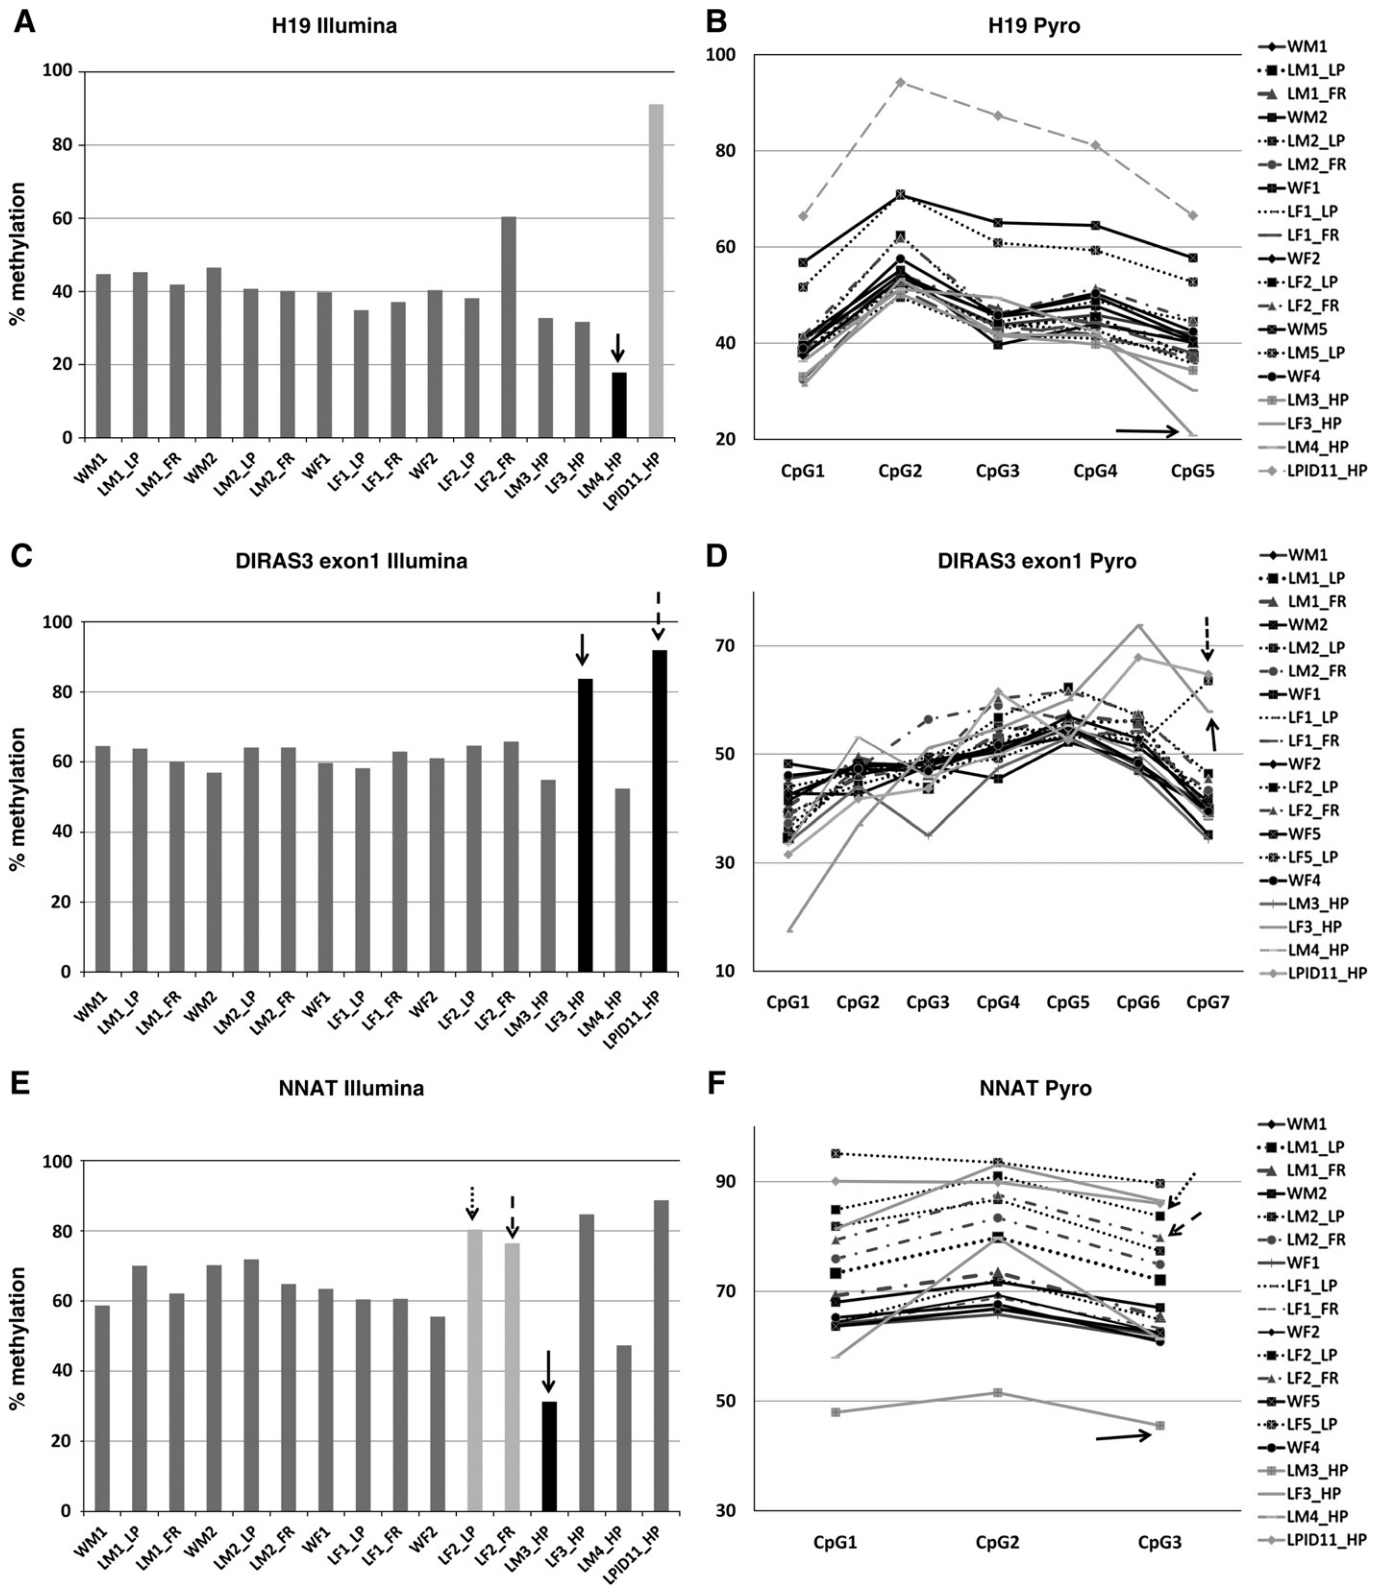 A
H19 Illumina
% methylation
100
80
60
40
20
0
WM1
LM1_LP
LM1_FR
WM2
LM2_LP
LM2_FR
WF1
LF1_LP
LF1_FR
WF2
LF2_LP
LF2_FR
LM3_HP
LF3_HP
LM4_HP
LPID11_HP
B
H19 Pyro
100
80
60
40
20
CpG1
CpG2
CpG3
CpG4
CpG5
WM1
LM1_LP
LM1_FR
WM2
LM2_LP
LM2_FR
WF1
LF1_LP
LF1_FR
WF2
LF2_LP
LF2_FR
WM5
LM5_LP
WF4
LM3_HP
LF3_HP
LM4_HP
LPID11_HP
C
DIRAS3 exon1 Illumina
% methylation
100
80
60
40
20
0
WM1
LM1_LP
LM1_FR
WM2
LM2_LP
LM2_FR
WF1
LF1_LP
LF1_FR
WF2
LF2_LP
LF2_FR
LM3_HP
LF3_HP
LM4_HP
LPID11_HP
D
DIRAS3 exon1 Pyro
70
50
30
10
CpG1
CpG2
CpG3
CpG4
CpG5
CpG6
CpG7
WM1
LM1_LP
LM1_FR
WM2
LM2_LP
LM2_FR
WF1
LF1_LP
LF1_FR
WF2
LF2_LP
LF2_FR
WF5
LF5_LP
WF4
LM3_HP
LF3_HP
LM4_HP
LPID11_HP
E
NNAT Illumina
% methylation
100
80
60
40
20
0
WM1
LM1_LP
LM1_FR
WM2
LM2_LP
LM2_FR
WF1
LF1_LP
LF1_FR
WF2
LF2_LP
LF2_FR
LM3_HP
LF3_HP
LM4_HP
LPID11_HP
F
NNAT Pyro
90
70
50
30
CpG1
CpG2
CpG3
WM1
LM1_LP
LM1_FR
WM2
LM2_LP
LM2_FR
WF1
LF1_LP
LF1_FR
WF2
LF2_LP
LF2_FR
WF5
LF5_LP
WF4
LM3_HP
LF3_HP
LM4_HP
LPID11_HP